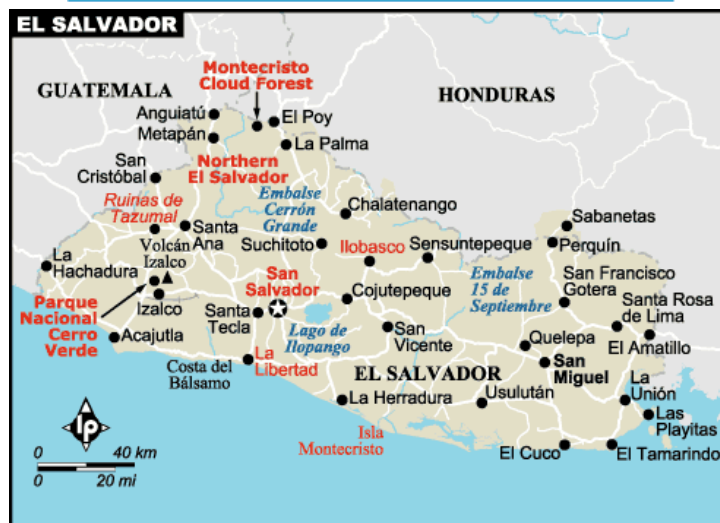 EL SALVADOR
GUATEMALA
HONDURAS
Montecristo
Cloud Forest
Anguiatú
Metapán
El Poy
La Palma
San
Cristóbal
Northern
El Salvador
Ruinas de
Tazumal
Embalse
Cerrón
Grande
Chalatenango
Sabanetas
Santa
Ana
Volcán
Izalco
Suchitoto
Ilobasco
Sensuntepeque
Perquín
La
Hachadura
San
Salvador
Cojutepeque
Embalse
15 de
Septiembre
San Francisco
Gotera
Parque
Nacional
Cerro
Verde
Izalco
Santa
Tecla
Lago de
Ilopango
San
Vicente
Santa Rosa
de Lima
Acajutla
Quelepa
El Amatillo
Costa del
Bálsamo
La
Libertad
EL SALVADOR
San
Miguel
La Herradura
Usulután
La
Unión
Las
Playitas
Isla
Montecristo
El Cuco
El Tamarindo
lp
0 40 km
0 20 mi